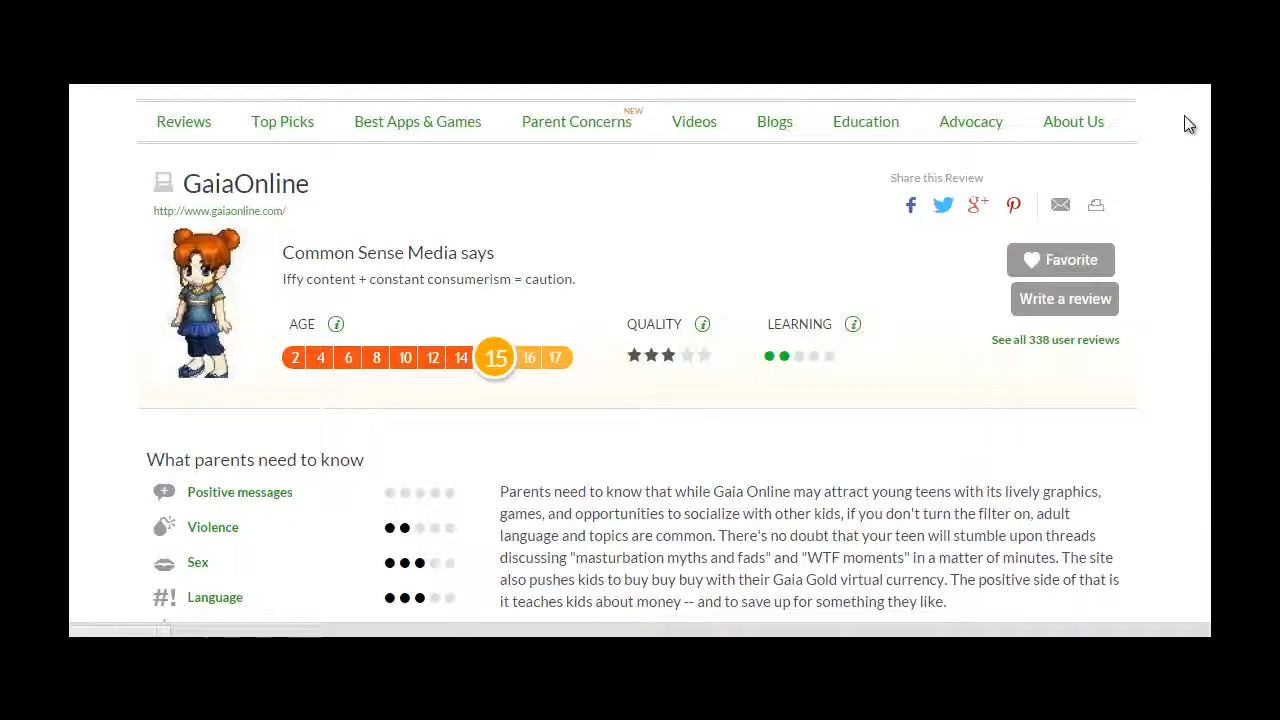 NEW
Reviews Top Picks Best Apps & Games Parent Concerns Videos Blogs Education Advocacy About Us
GaiaOnline
Share this Review
http://www.gaiaonline.com/
f g+
Common Sense Media says
Favorite
Iffy content + constant consumerism = caution.
Write a review
AGE i QUALITY i LEARNING i
See all 338 user reviews
2 4 6 8 10 12 14 15 16 17
What parents need to know
Positive messages
Violence
Sex
#! Language
Parents need to know that while Gaia Online may attract young teens with its lively graphics,
games, and opportunities to socialize with other kids, if you don't turn the filter on, adult
language and topics are common. There's no doubt that your teen will stumble upon threads
discussing "masturbation myths and fads" and "WTF moments" in a matter of minutes. The site
also pushes kids to buy buy buy with their Gaia Gold virtual currency. The positive side of that is
it teaches kids about money -- and to save up for something they like.